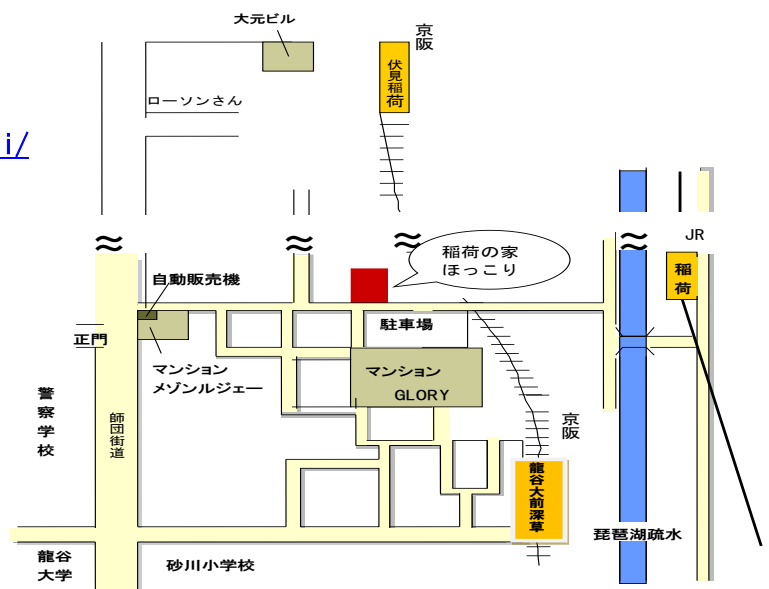 大元ビル
京阪
伏見稲荷
ローソンさん
i/
稲荷の家
ほっこり
JR
稲荷
自動販売機
正門
駐車場
マンション
メゾンルジェー
マンション
GLORY
警察学校
師団街道
京阪
龍谷大前深草
琵琶湖疏水
龍谷
大学
砂川小学校